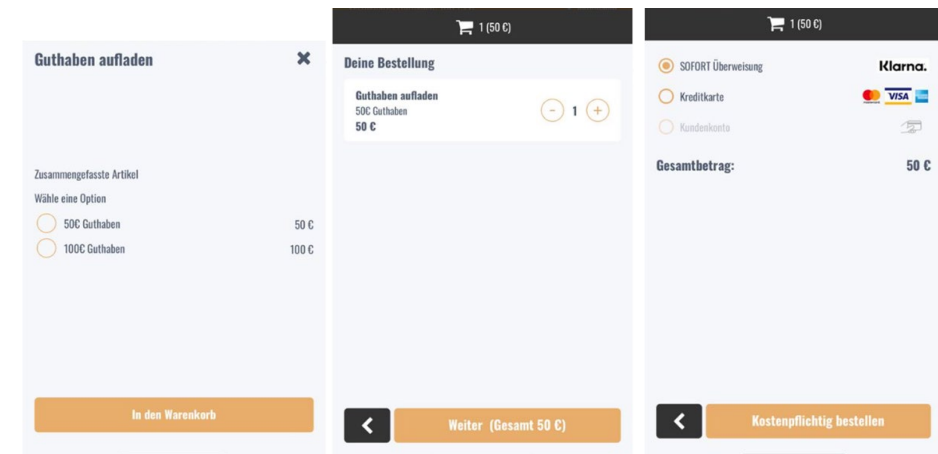 Guthaben aufladen
Zusammengefasste Artikel
Wähle eine Option
50€ Guthaben 50 €
100€ Guthaben 100 €
In den Warenkorb
1 (50 €)
Deine Bestellung
Guthaben aufladen
50€ Guthaben
50 €
- 1 +
Weiter (Gesamt 50 €)
1 (50 €)
SOFORT Überweisung Klarna.
Kreditkarte VISA
Kundenkonto
Gesamtbetrag: 50 €
Kostenpflichtig bestellen